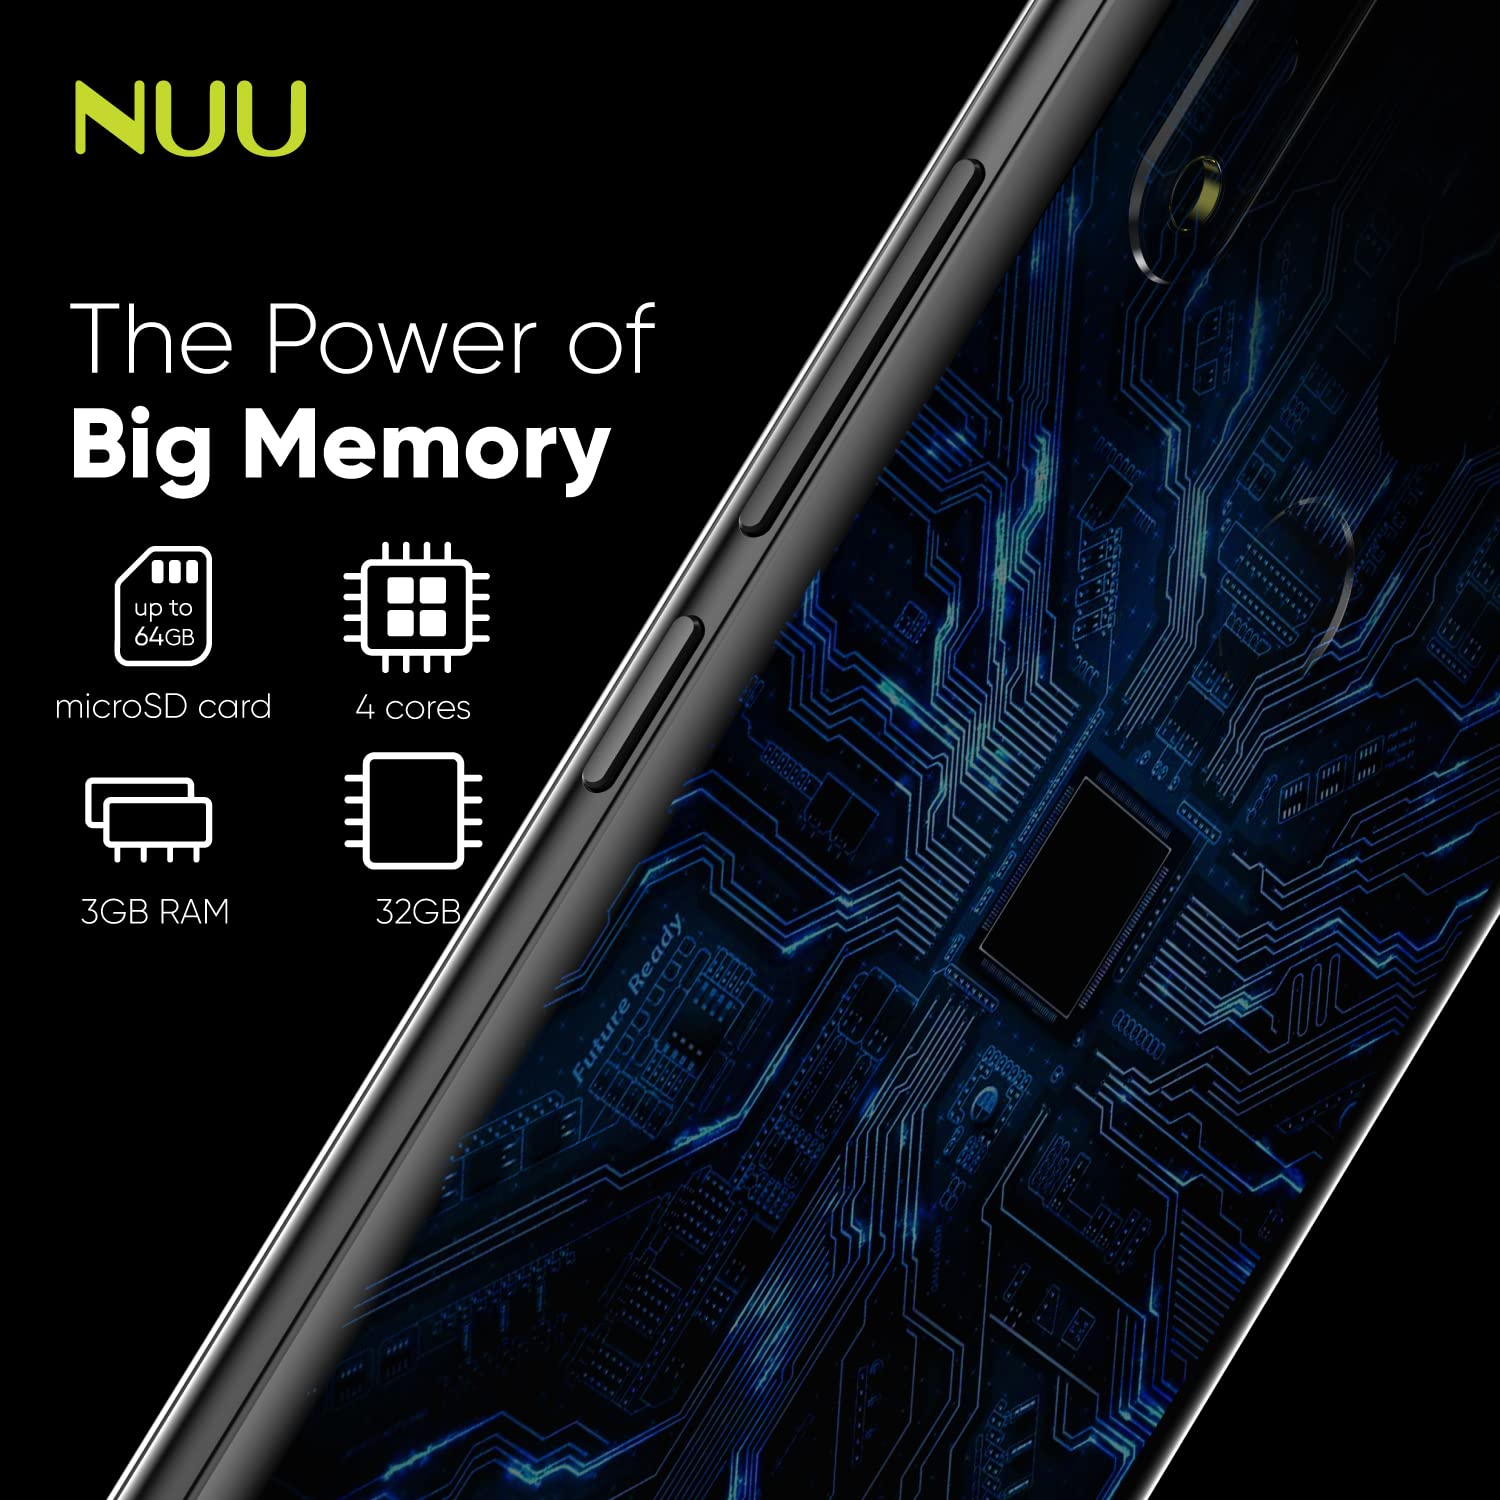 NUU
The Power of
Big Memory
up to
64GB
microSD card
4 cores
3GB RAM
32GB
Future Ready